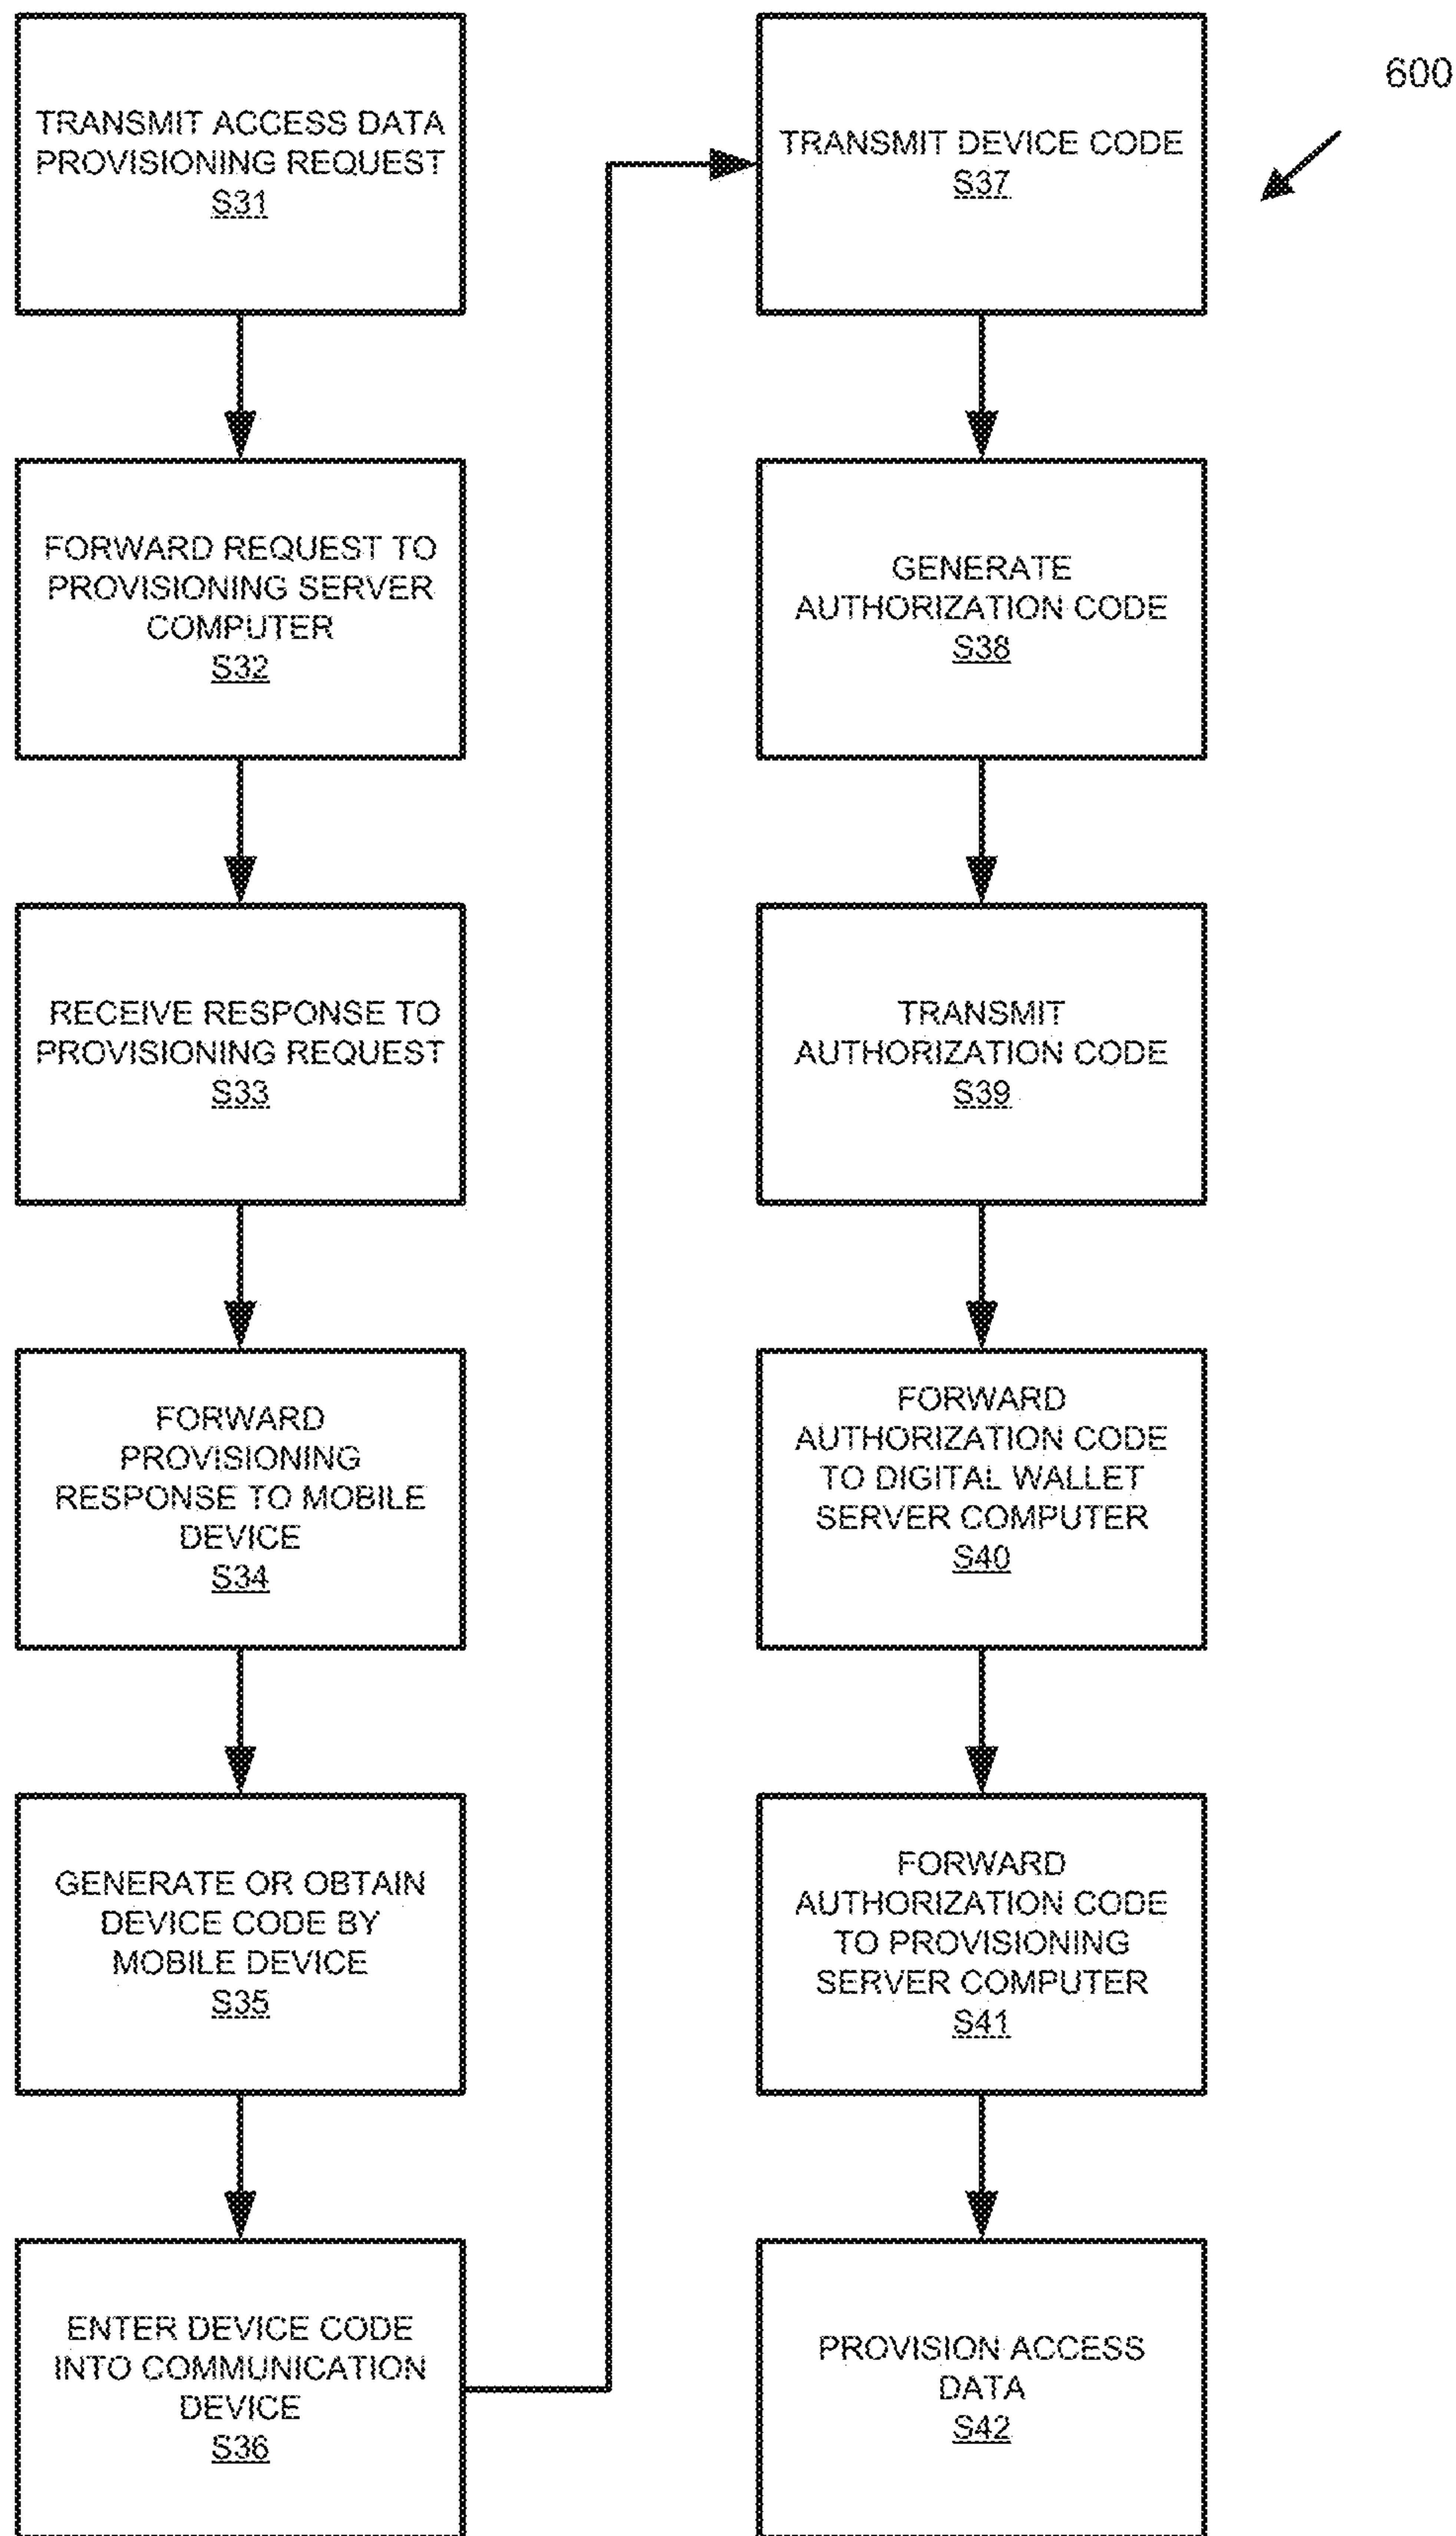 TRANSMIT ACCESS DATA
PROVISIONING REQUEST
S31
FORWARD REQUEST TO
PROVISIONING SERVER
COMPUTER
S32
RECEIVE RESPONSE TO
PROVISIONING REQUEST
S33
FORWARD
PROVISIONING
RESPONSE TO MOBILE
DEVICE
S34
GENERATE OR OBTAIN
DEVICE CODE BY
MOBILE DEVICE
S35
ENTER DEVICE CODE
INTO COMMUNICATION
DEVICE
S36
TRANSMIT DEVICE CODE
S37
GENERATE
AUTHORIZATION CODE
S38
TRANSMIT
AUTHORIZATION CODE
S39
FORWARD
AUTHORIZATION CODE
TO DIGITAL WALLET
SERVER COMPUTER
S40
FORWARD
AUTHORIZATION CODE
TO PROVISIONING
SERVER COMPUTER
S41
PROVISION ACCESS
DATA
S42
600